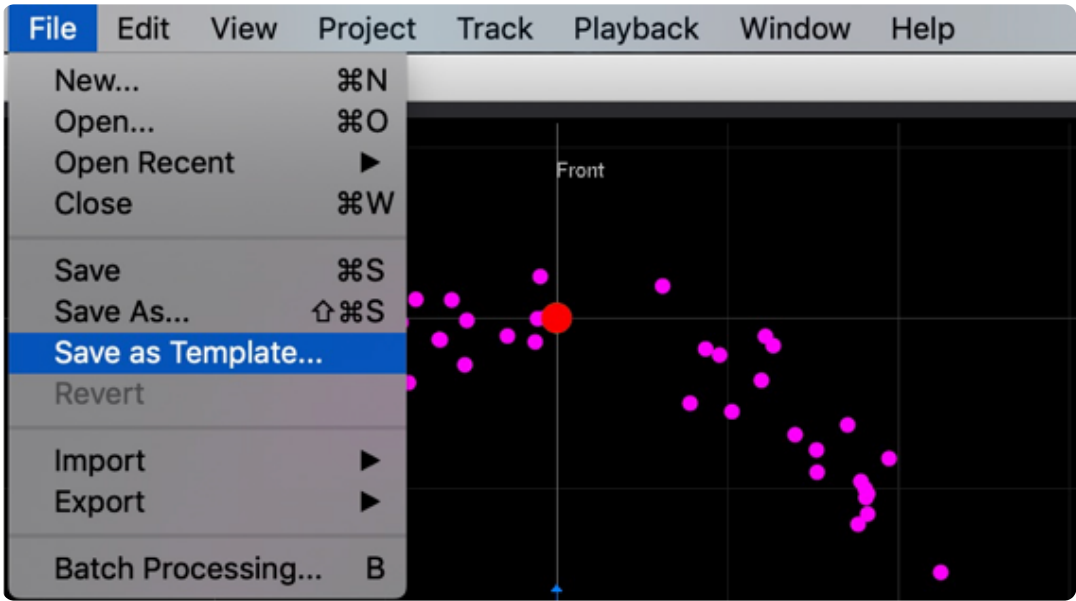 File Edit View Project Track Playback Window Help
New... ⌘N
Open... ⌘O
Open Recent ▶
Close ⌘W
Save ⌘S
Save As... ⇧⌘S
Save as Template...
Revert
Import ▶
Export ▶
Batch Processing... B
Front